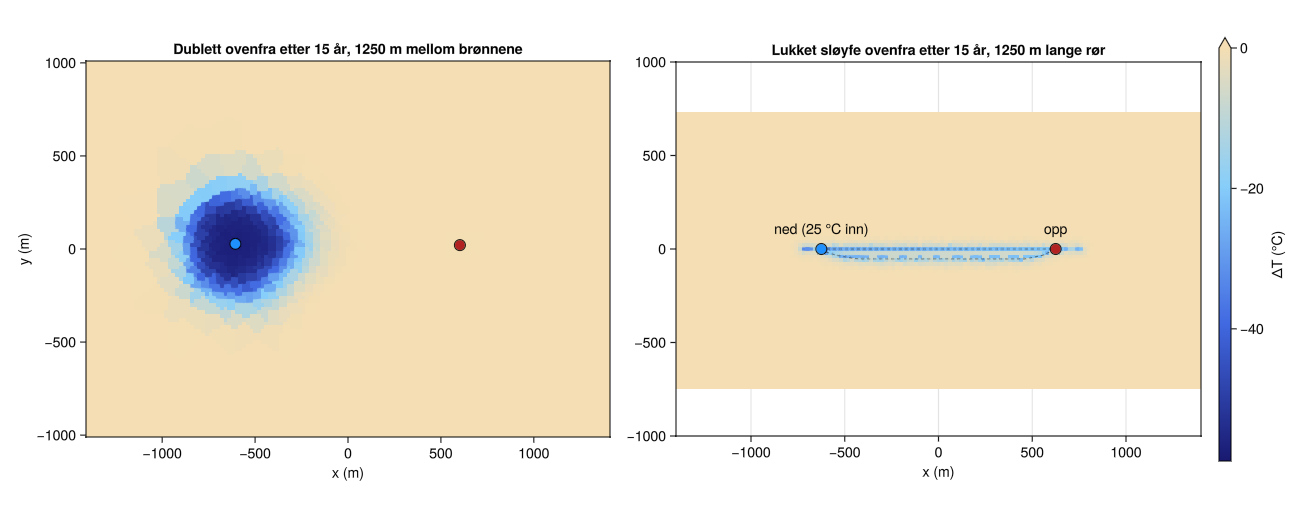 Dublett ovenfra etter 15 år, 1250 m mellom brønnene
1000
500
0
−500
−1000
y (m)
−1000
−500
0
500
1000
x (m)
Lukket sløyfe ovenfra etter 15 år, 1250 m lange rør
1000
500
0
−500
−1000
ned (25 °C inn)
opp
−1000
−500
0
500
1000
x (m)
0
−20
−40
ΔT (°C)